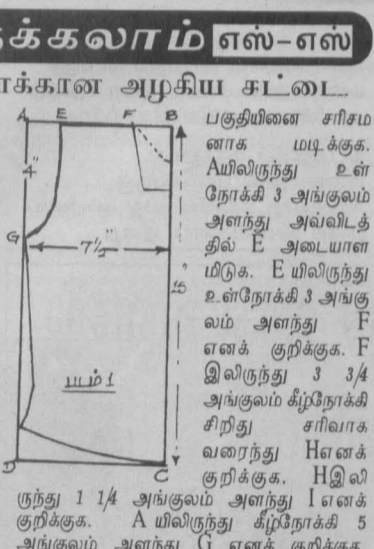 க்கலாம் எஸ்-எஸ்
க்கான அழகிய சட்டை
A E F B
4"
G
7½"
15"
படம் 1
D C
பகுதியினை சரிசம
னாக மடிக்குக.
Aயிலிருந்து உள்
நோக்கி 3 அங்குலம்
அளந்து அவ்விடத்
தில் E அடையாள
மிடுக. E யிலிருந்து
உள்நோக்கி 3 அங்கு
லம் அளந்து F
எனக் குறிக்குக. F
இலிருந்து 3 3/4
அங்குலம் கீழ்நோக்கி
சிறிது சரிவாக
வரைந்து Hஎனக்
குறிக்குக. Hஇலி
ருந்து 1 1/4 அங்குலம் அளந்து I எனக்
குறிக்குக. A யிலிருந்து கீழ்நோக்கி 5
அங்குலம் அளந்து G எனக் குறிக்குக